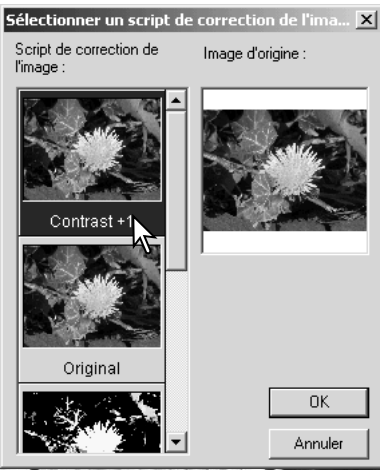 Sélectionner un script de correction de l'ima...
Script de correction de
l'image :
Image d'origine :
Contrast +1
Original
OK
Annuler